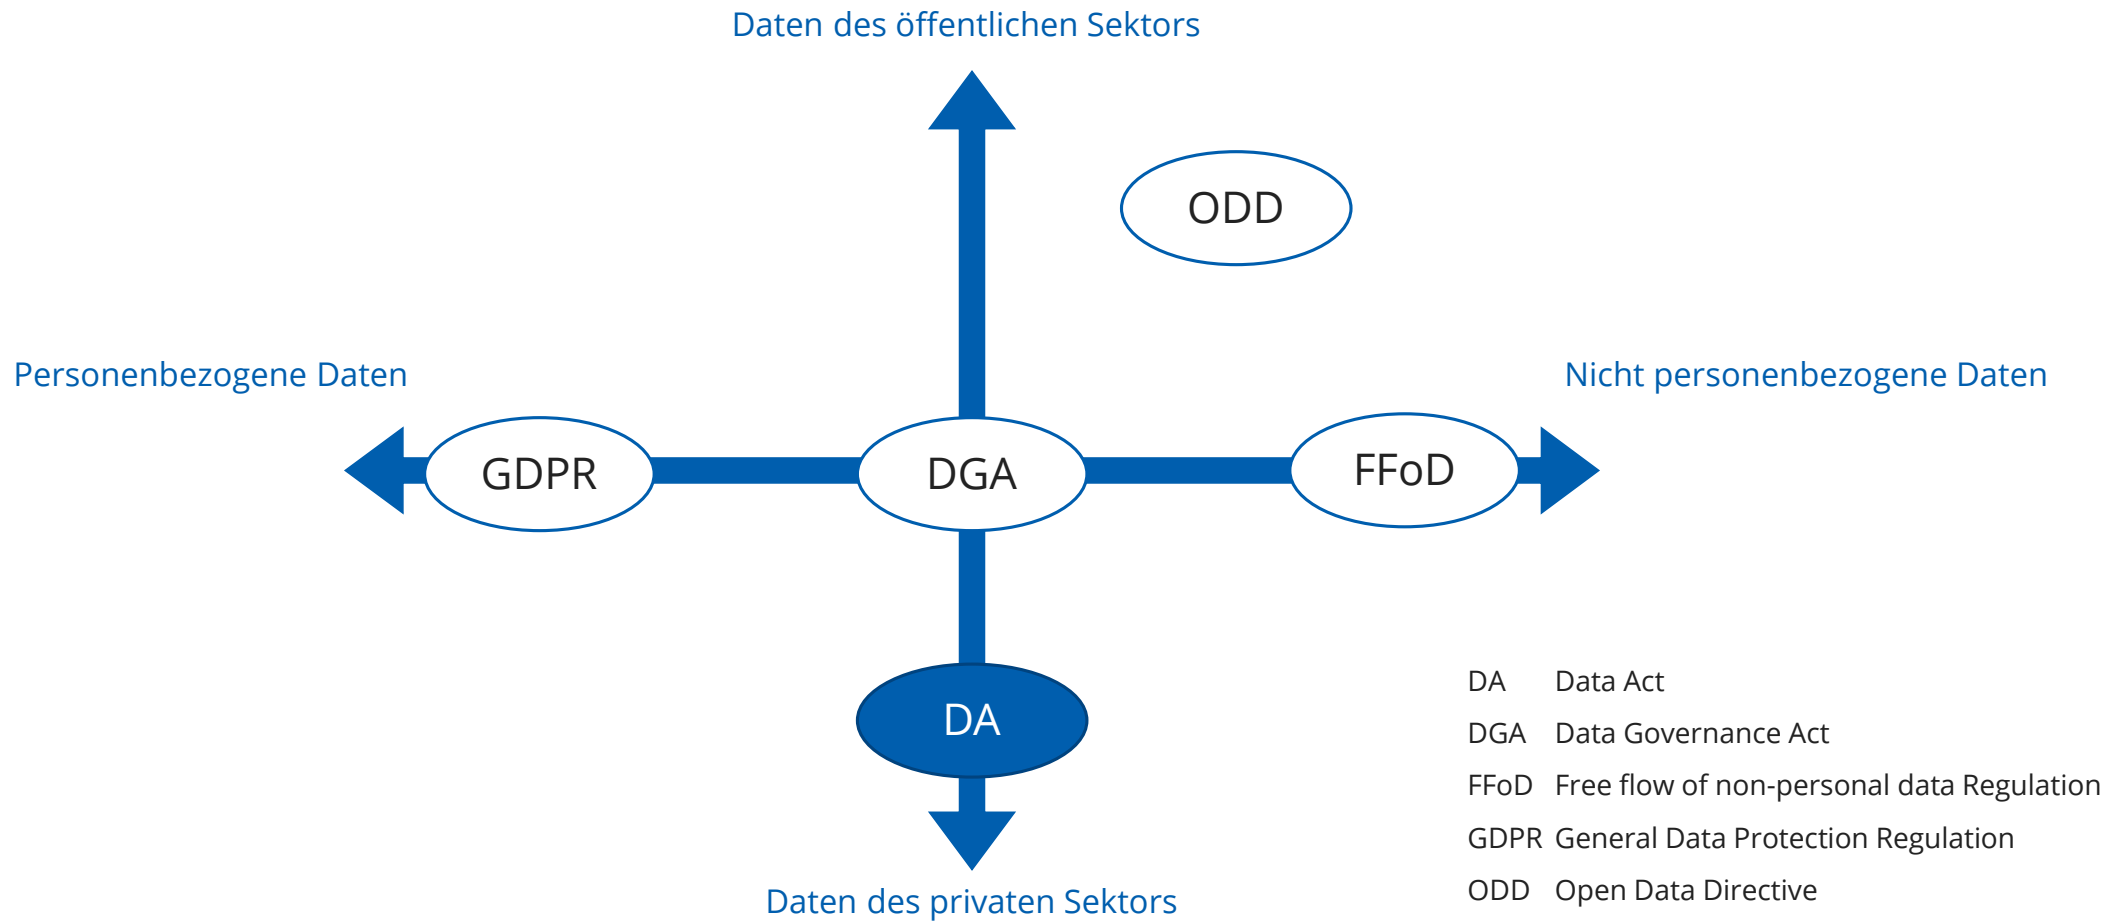 Daten des öffentlichen Sektors
ODD
Personenbezogene Daten
Nicht personenbezogene Daten
GDPR
DGA
FFoD
DA
DA Data Act
DGA Data Governance Act
FFoD Free flow of non-personal data Regulation
GDPR General Data Protection Regulation
ODD Open Data Directive
Daten des privaten Sektors